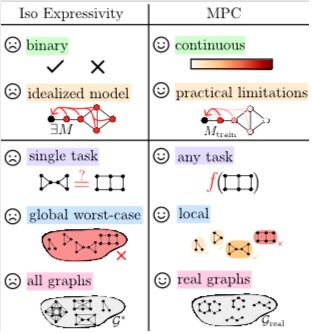 Iso Expressivity MPC
binary continuous
idealized model practical limitations
∃M M_train
single task any task
=? f( )
global worst-case local
all graphs real graphs
𝒢* 𝒢_real